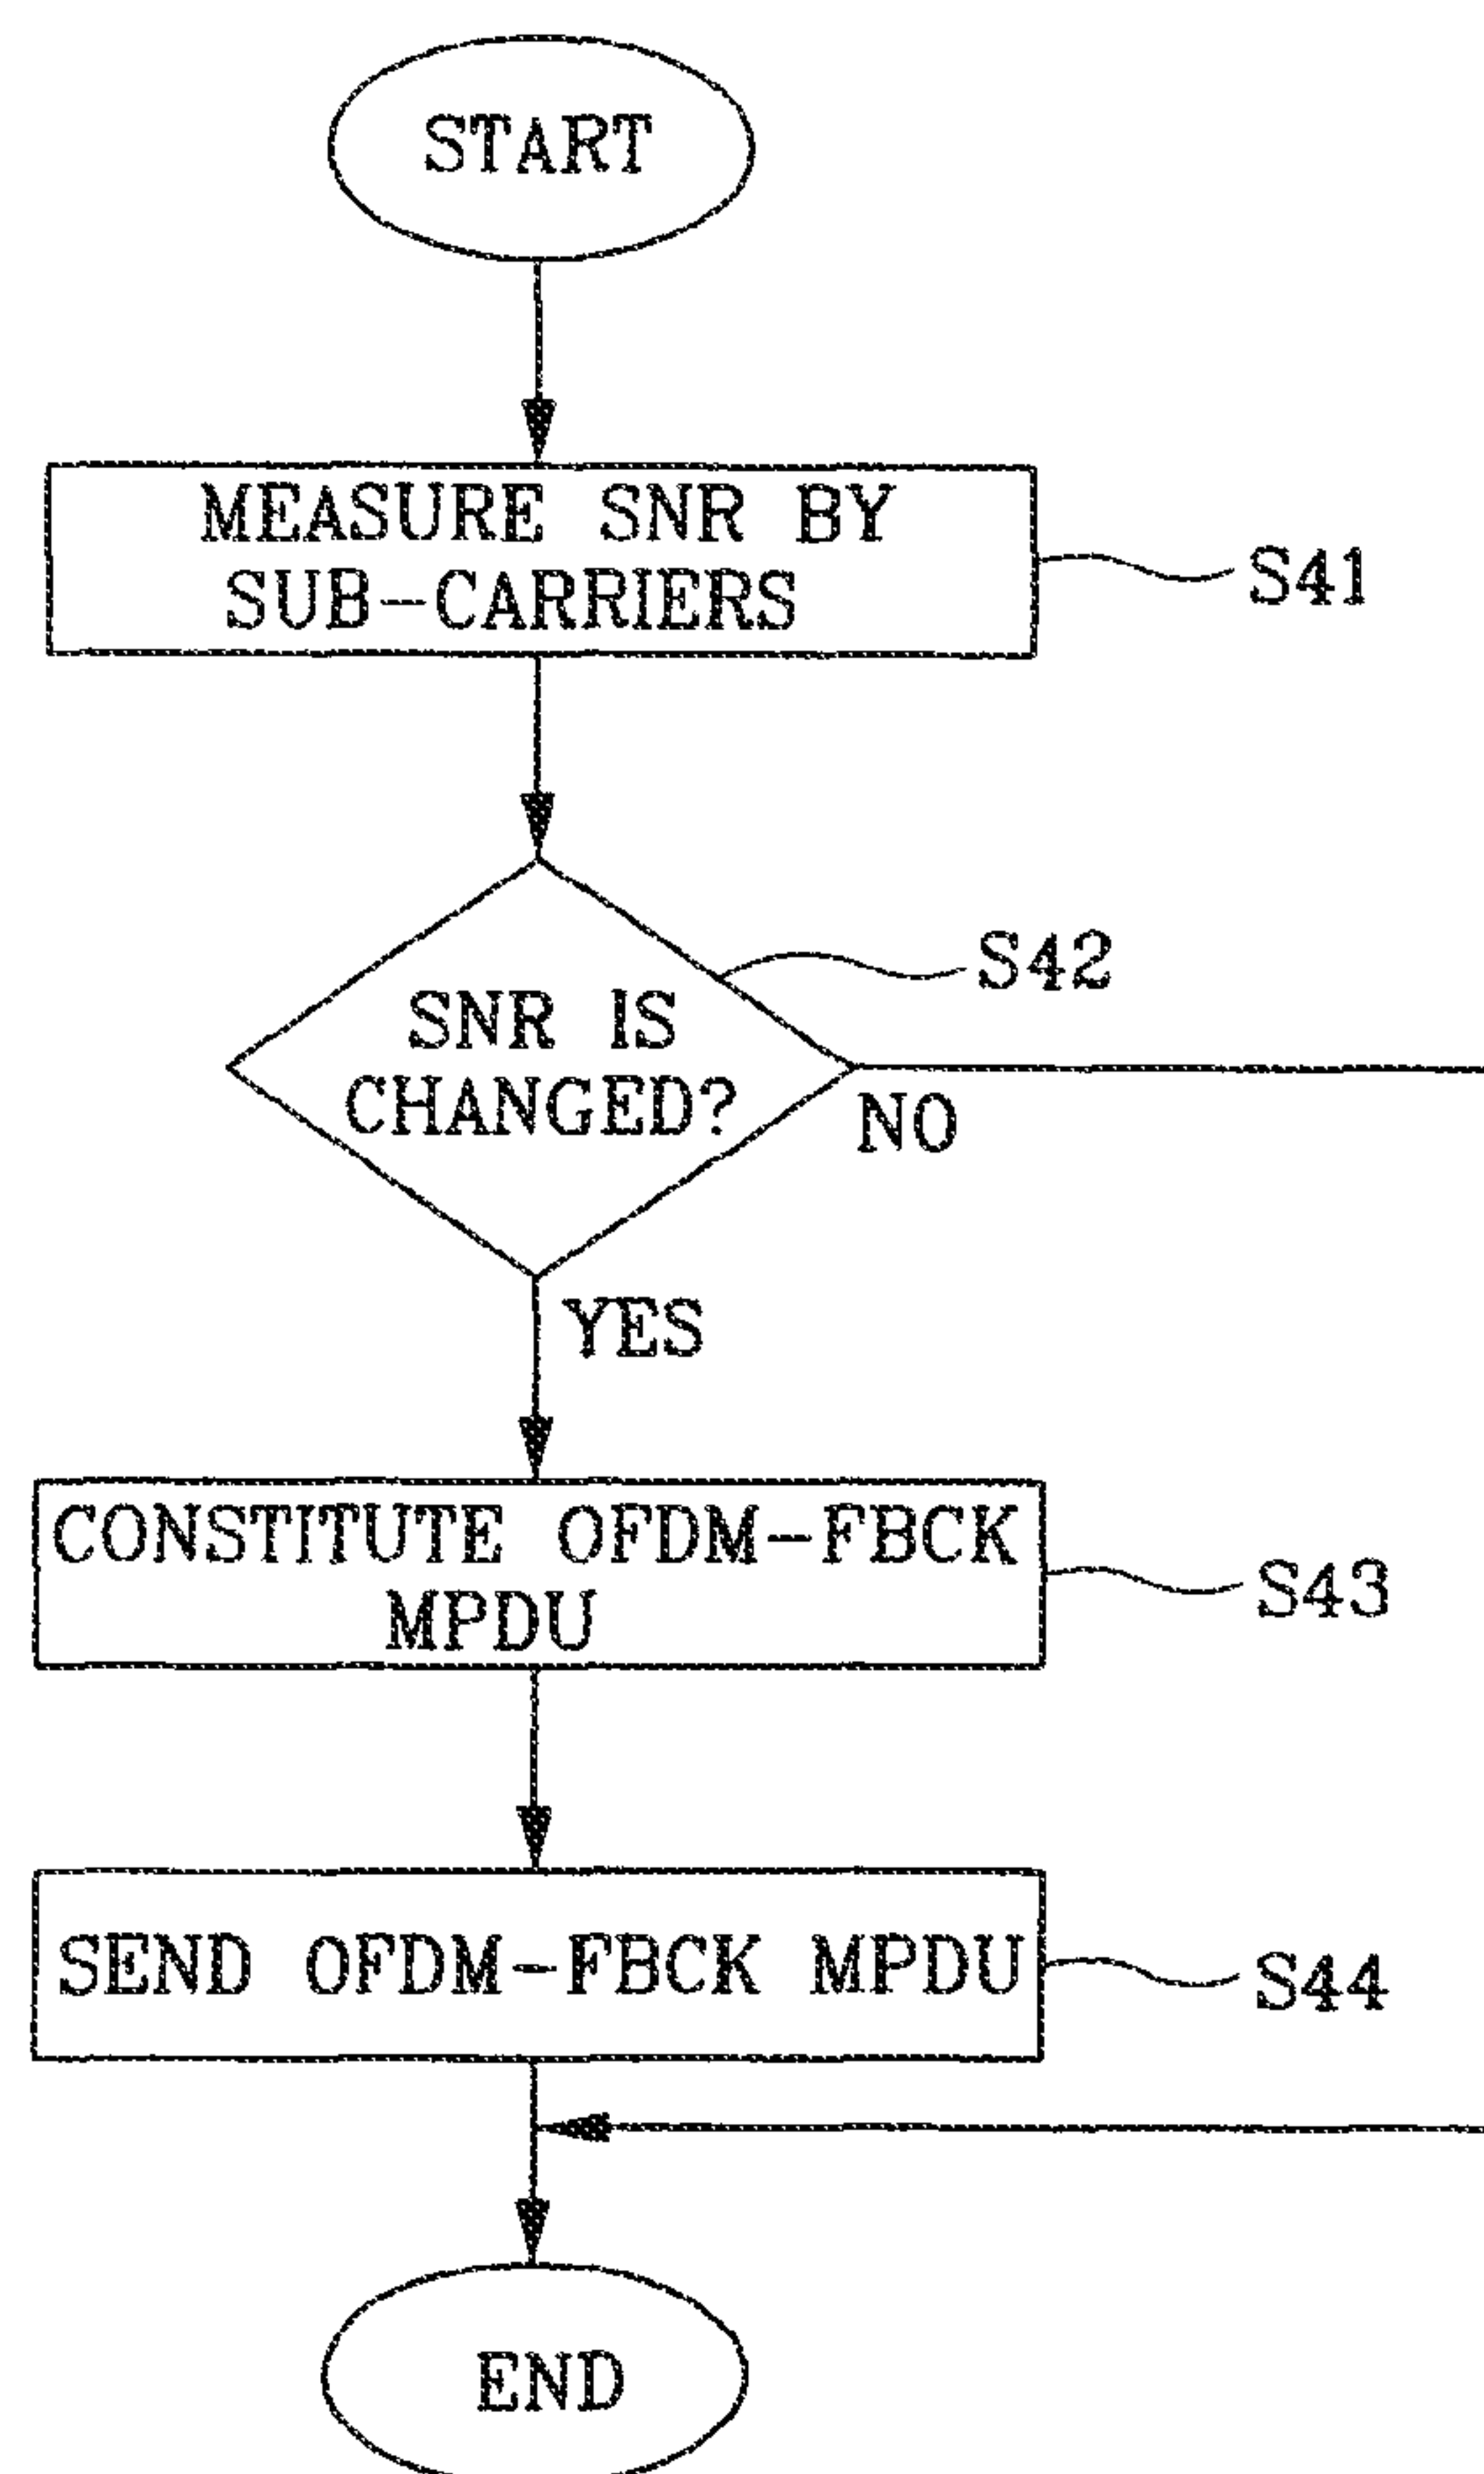 START
MEASURE SNR BY
SUB-CARRIERS
S41
S42
SNR IS
CHANGED?
NO
YES
CONSTITUTE OFDM-FBCK
MPDU
S43
SEND OFDM-FBCK MPDU
S44
END